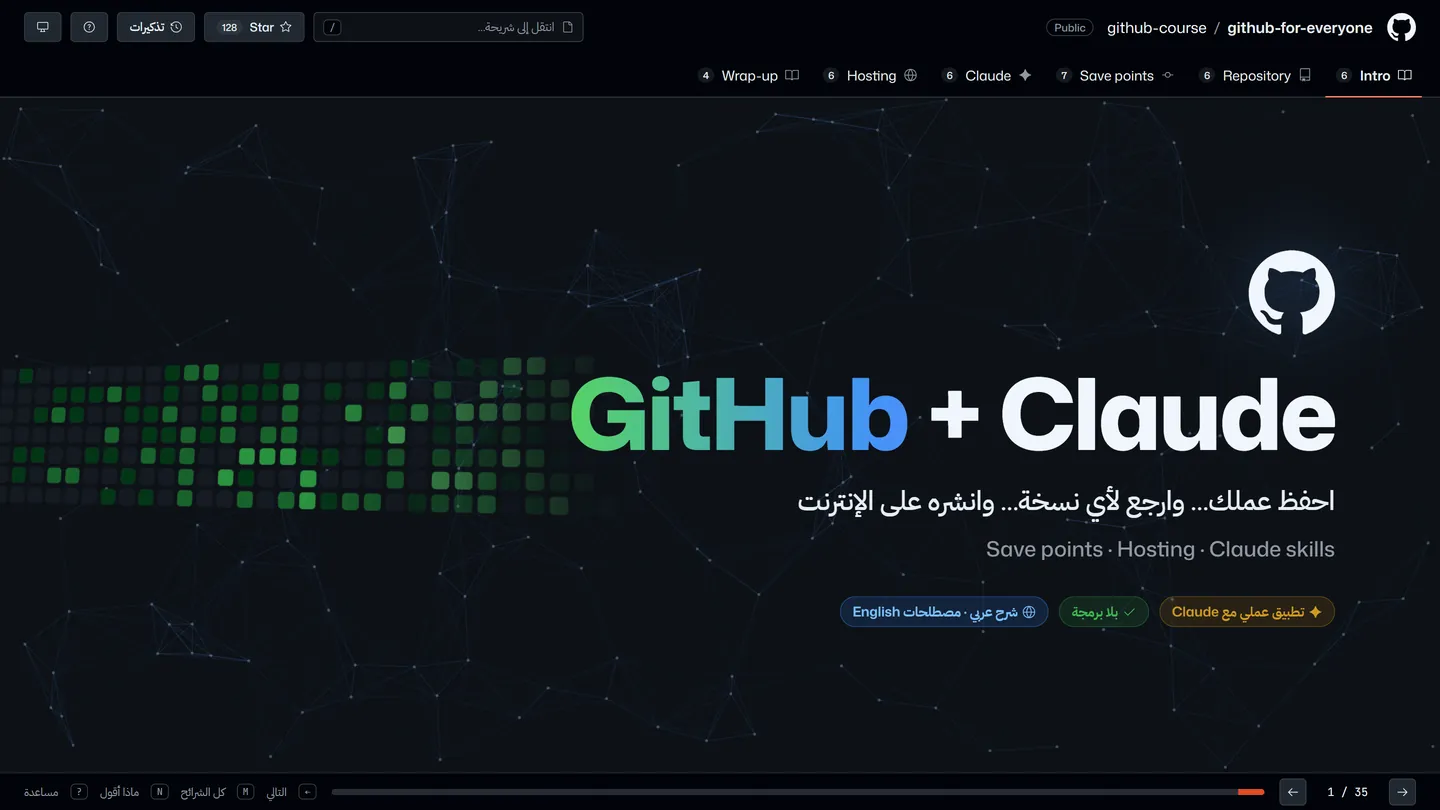 github-course / github-for-everyone
Public
انتقل إلى شريحة...
/
Star 128
تذكيرات
Intro 6
Repository 6
Save points 7
Claude 6
Hosting 6
Wrap-up 4
GitHub + Claude
احفظ عملك... وارجع لأي نسخة... وانشره على الإنترنت
Save points · Hosting · Claude skills
تطبيق عملي مع Claude
بلا برمجة
شرح عربي · مصطلحات English
1 / 35
التالي
M كل الشرائح
N ماذا أقول
? مساعدة